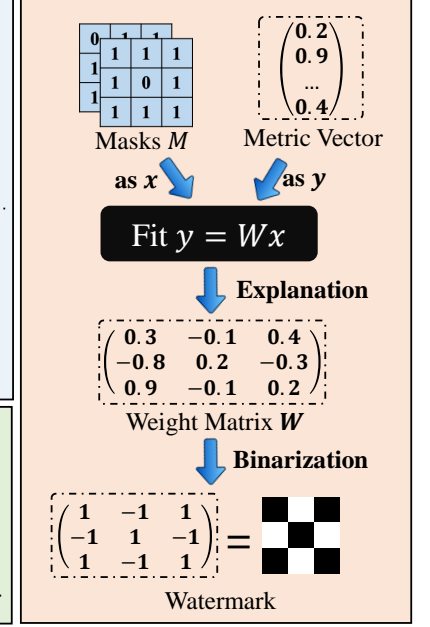 0 1 1
1 1 1 1
1 1 0 1
1 1 1
Masks M
0.2
0.9
...
0.4
Metric Vector
as x
as y
Fit y = Wx
Explanation
0.3 −0.1 0.4
−0.8 0.2 −0.3
0.9 −0.1 0.2
Weight Matrix W
Binarization
1 −1 1
−1 1 −1
1 −1 1
=
Watermark